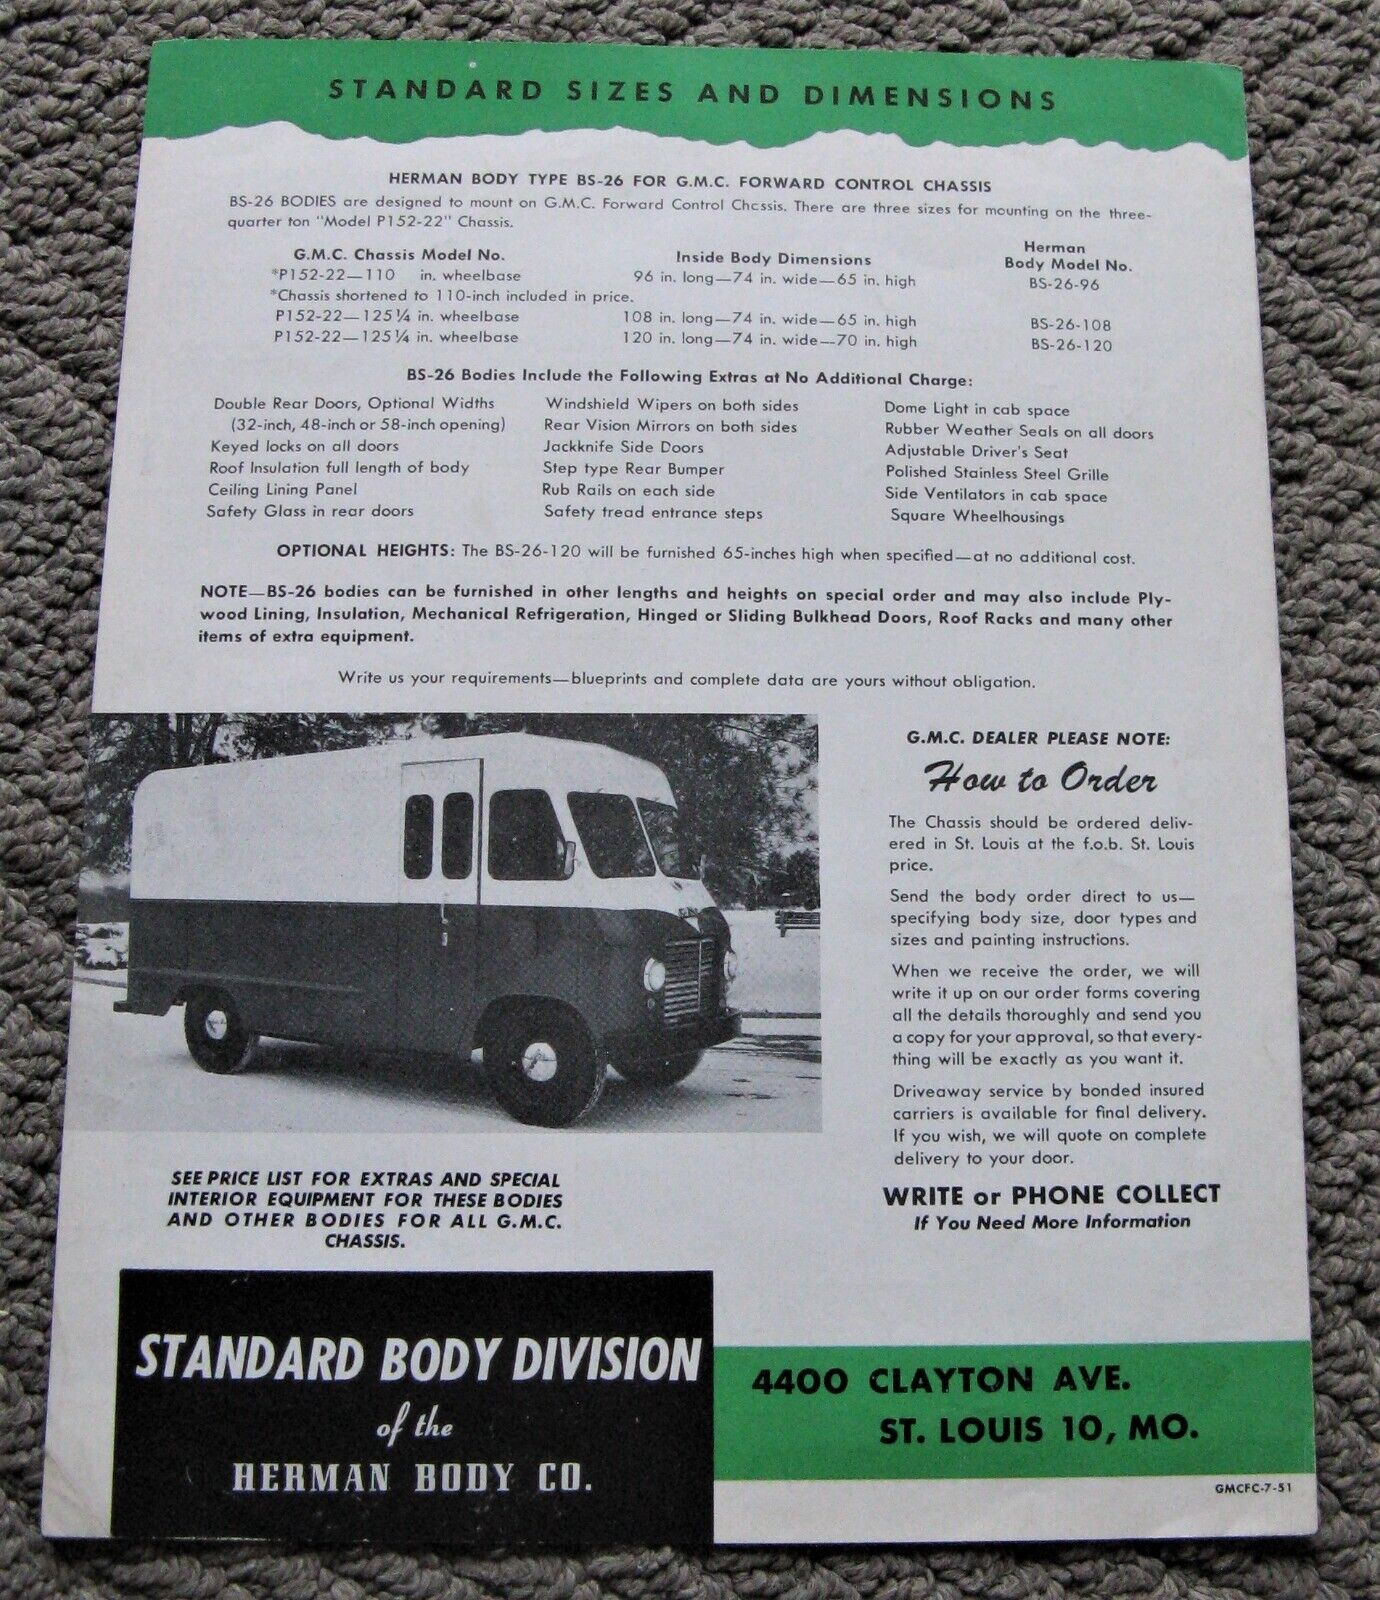 STANDARD SIZES AND DIMENSIONS
HERMAN BODY TYPE BS-26 FOR G.M.C. FORWARD CONTROL CHASSIS
BS-26 BODIES are designed to mount on G.M.C. Forward Control Chcssis. There are three sizes for mounting on the three-
quarter ton "Model P152-22" Chassis.
G.M.C. Chassis Model No. Inside Body Dimensions Herman
Body Model No.
*P152-22—110 in. wheelbase 96 in. long—74 in. wide—65 in. high BS-26-96
*Chassis shortened to 110-inch included in price.
P152-22—125¼ in. wheelbase 108 in. long—74 in. wide—65 in. high BS-26-108
P152-22—125¼ in. wheelbase 120 in. long—74 in. wide—70 in. high BS-26-120
BS-26 Bodies Include the Following Extras at No Additional Charge:
Double Rear Doors, Optional Widths
(32-inch, 48-inch or 58-inch opening)
Keyed locks on all doors
Roof Insulation full length of body
Ceiling Lining Panel
Safety Glass in rear doors
Windshield Wipers on both sides
Rear Vision Mirrors on both sides
Jackknife Side Doors
Step type Rear Bumper
Rub Rails on each side
Safety tread entrance steps
Dome Light in cab space
Rubber Weather Seals on all doors
Adjustable Driver's Seat
Polished Stainless Steel Grille
Side Ventilators in cab space
Square Wheelhousings
OPTIONAL HEIGHTS: The BS-26-120 will be furnished 65-inches high when specified—at no additional cost.
NOTE—BS-26 bodies can be furnished in other lengths and heights on special order and may also include Ply-
wood Lining, Insulation, Mechanical Refrigeration, Hinged or Sliding Bulkhead Doors, Roof Racks and many other
items of extra equipment.
Write us your requirements—blueprints and complete data are yours without obligation.
G.M.C. DEALER PLEASE NOTE:
How to Order
The Chassis should be ordered deliv-
ered in St. Louis at the f.o.b. St. Louis
price.
Send the body order direct to us—
specifying body size, door types and
sizes and painting instructions.
When we receive the order, we will
write it up on our order forms covering
all the details thoroughly and send you
a copy for your approval, so that every-
thing will be exactly as you want it.
Driveaway service by bonded insured
carriers is available for final delivery.
If you wish, we will quote on complete
delivery to your door.
WRITE or PHONE COLLECT
If You Need More Information
SEE PRICE LIST FOR EXTRAS AND SPECIAL
INTERIOR EQUIPMENT FOR THESE BODIES
AND OTHER BODIES FOR ALL G.M.C.
CHASSIS.
STANDARD BODY DIVISION
of the
HERMAN BODY CO.
4400 CLAYTON AVE.
ST. LOUIS 10, MO.
GMCFC-7-51